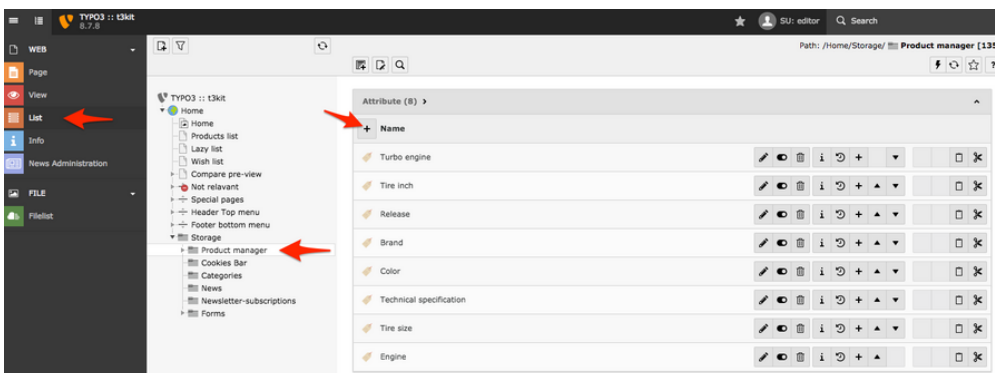 TYPO3 :: t3kit
8.7.8
SU: editor
Search
WEB
Page
View
List
Info
News Administration
FILE
Filelist
TYPO3 :: t3kit
Home
Home
Products list
Lazy list
Wish list
Compare pre-view
Not relavant
Special pages
Header Top menu
Footer bottom menu
Storage
Product manager
Cookies Bar
Categories
News
Newsletter-subscriptions
Forms
Path: /Home/Storage/ Product manager [135
Attribute (8)
Name
Turbo engine
Tire inch
Release
Brand
Color
Technical specification
Tire size
Engine